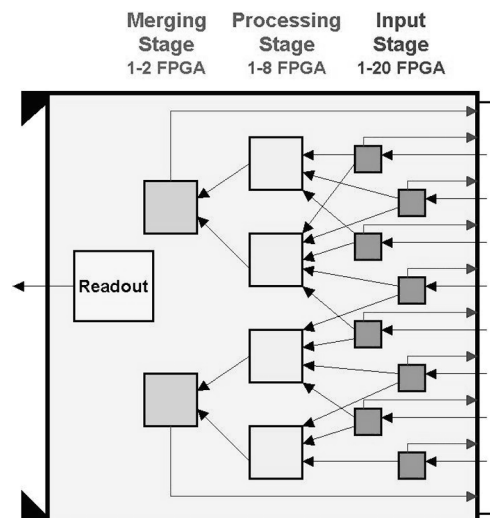 Merging
Stage
1-2 FPGA
Processing
Stage
1-8 FPGA
Input
Stage
1-20 FPGA
Readout